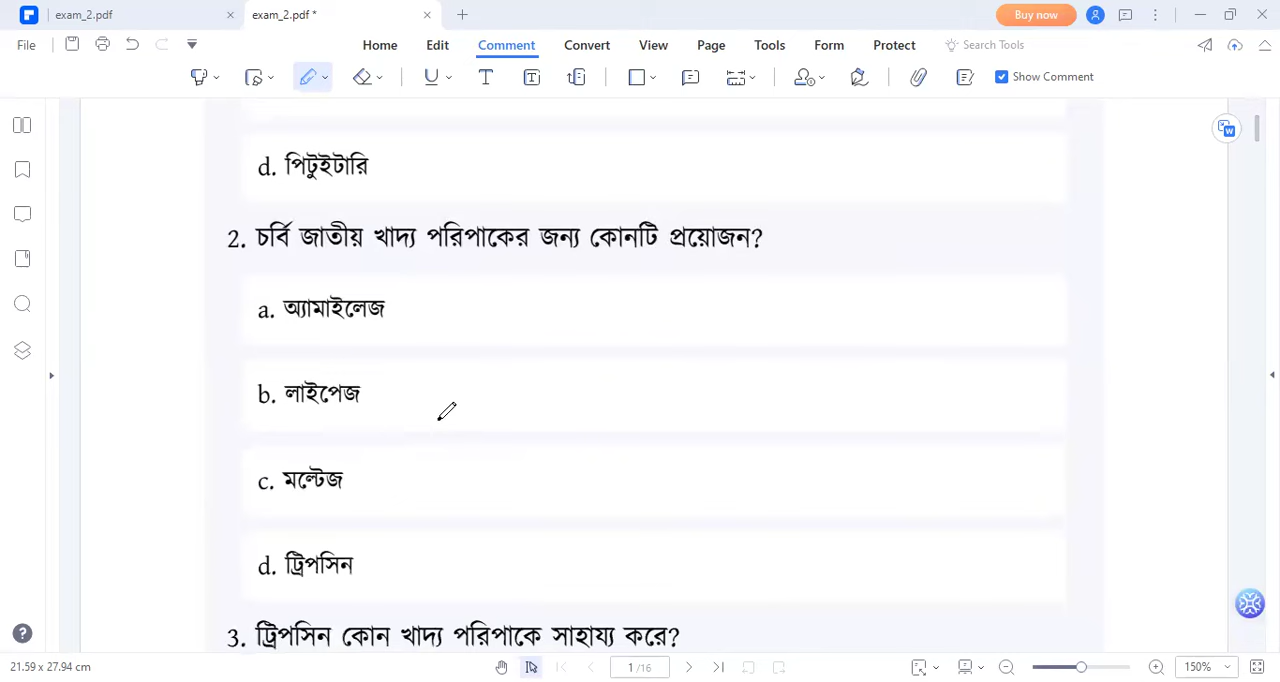 exam_2.pdf
exam_2.pdf *
Buy now
File
Home Edit Comment Convert View Page Tools Form Protect Search Tools
Show Comment
d. পিটুইটারি
2. চর্বি জাতীয় খাদ্য পরিপাকের জন্য কোনটি প্রয়োজন?
a. অ্যামাইলেজ
b. লাইপেজ
c. মল্টেজ
d. ট্রিপসিন
3. ট্রিপসিন কোন খাদ্য পরিপাকে সাহায্য করে?
21.59 x 27.94 cm
1 /16
150%